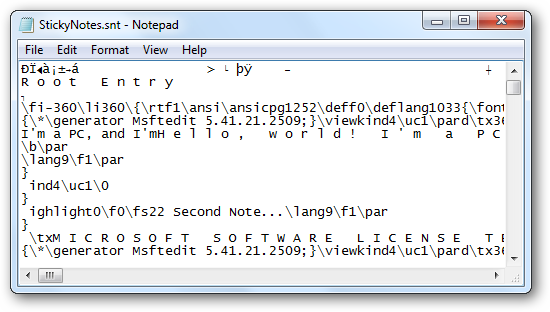 StickyNotes.snt - Notepad
File Edit Format View Help
ÐÏ◂à¡±→á > └ þÿ –
R o o t   E n t r y
\fi-360\li360\{\rtf1\ansi\ansicpg1252\deff0\deflang1033{\font
{\*\generator Msftedit 5.41.21.2509;}\viewkind4\uc1\pard\tx36
I'm a PC, and I'mH e l l o ,   w o r l d !   I ' m   a   P C
\b\par
\lang9\f1\par
}
ind4\uc1\0
}
ighlight0\f0\fs22 Second Note...\lang9\f1\par
}
\txM I C R O S O F T   S O F T W A R E   L I C E N S E   T E
{\*\generator Msftedit 5.41.21.2509;}\viewkind4\uc1\pard\tx36